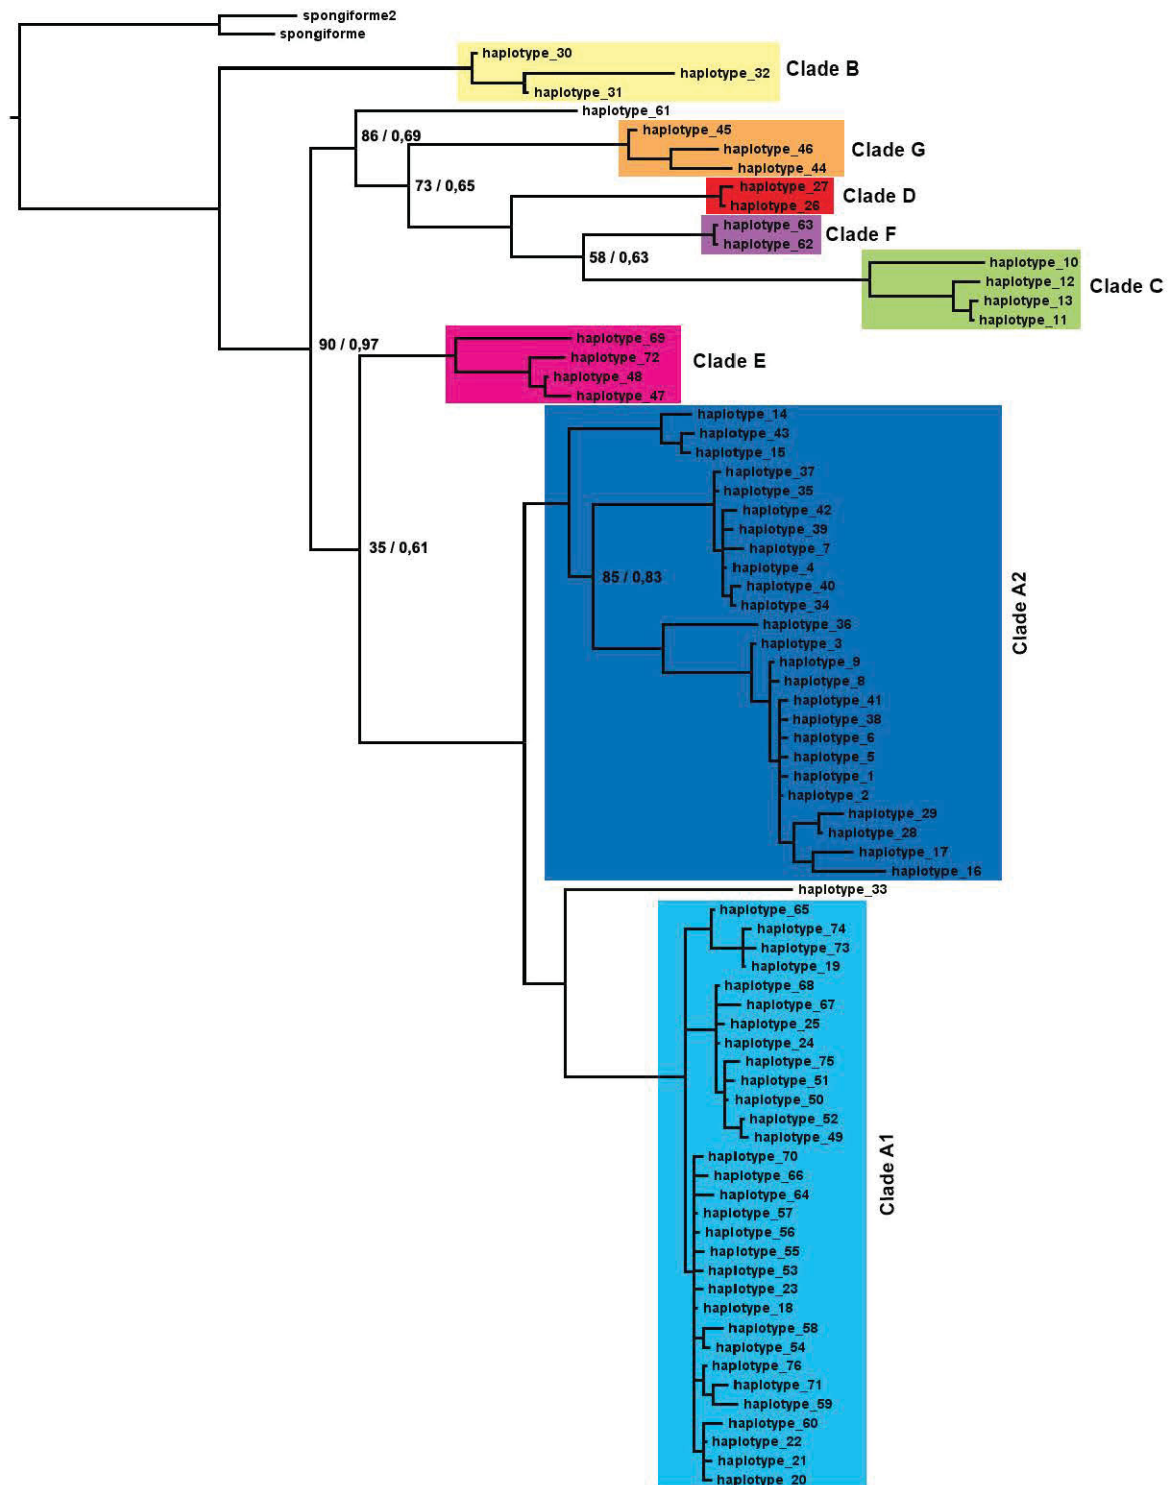 spongiforme2
spongiforme
haplotype_30
haplotype_32
haplotype_31
Clade B
haplotype_61
86 / 0,69
haplotype_45
haplotype_46
haplotype_44
Clade G
73 / 0,65
haplotype_27
haplotype_26
Clade D
haplotype_63
haplotype_62
Clade F
58 / 0,63
haplotype_10
haplotype_12
haplotype_13
haplotype_11
Clade C
90 / 0,97
haplotype_69
haplotype_72
haplotype_48
haplotype_47
Clade E
35 / 0,61
haplotype_14
haplotype_43
haplotype_15
haplotype_37
haplotype_35
haplotype_42
haplotype_39
haplotype_7
haplotype_4
85 / 0,83
haplotype_40
haplotype_34
haplotype_36
haplotype_3
haplotype_9
haplotype_8
haplotype_41
haplotype_38
haplotype_6
haplotype_5
haplotype_1
haplotype_2
haplotype_29
haplotype_28
haplotype_17
haplotype_16
Clade A2
haplotype_33
haplotype_65
haplotype_74
haplotype_73
haplotype_19
haplotype_68
haplotype_67
haplotype_25
haplotype_24
haplotype_75
haplotype_51
haplotype_50
haplotype_52
haplotype_49
haplotype_70
haplotype_66
haplotype_64
haplotype_57
haplotype_56
haplotype_55
haplotype_53
haplotype_23
haplotype_18
haplotype_58
haplotype_54
haplotype_76
haplotype_71
haplotype_59
haplotype_60
haplotype_22
haplotype_21
haplotype_20
Clade A1